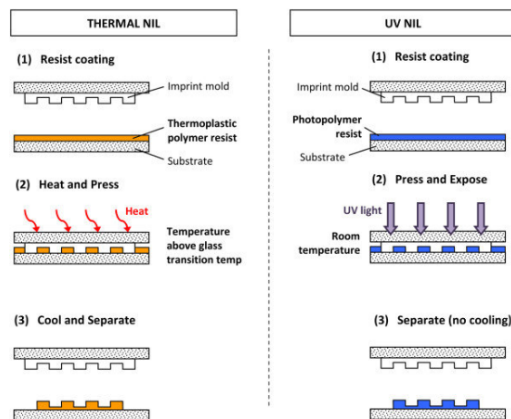 THERMAL NIL
(1) Resist coating
Imprint mold
Thermoplastic
polymer resist
Substrate
(2) Heat and Press
Heat
Temperature
above glass
transition temp
(3) Cool and Separate
UV NIL
(1) Resist coating
Imprint mold
Photopolymer
resist
Substrate
(2) Press and Expose
UV light
Room
temperature
(3) Separate (no cooling)